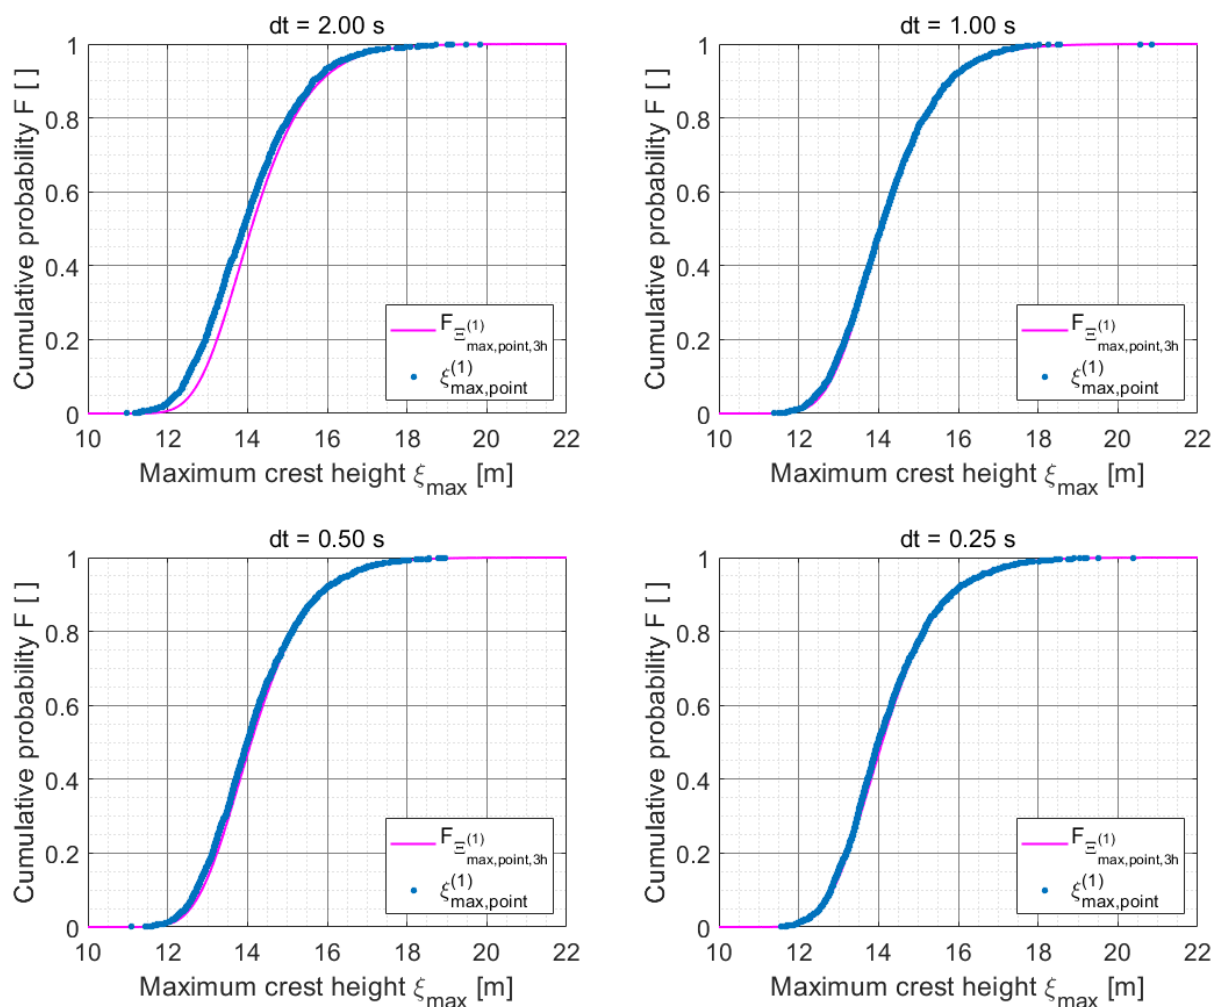 dt = 2.00 s
Cumulative probability F [ ]
1
0.8
0.6
0.4
0.2
0
10 12 14 16 18 20 22
Maximum crest height ξmax [m]
FΞ(1)max,point,3h
ξ(1)max,point
dt = 1.00 s
Cumulative probability F [ ]
1
0.8
0.6
0.4
0.2
0
10 12 14 16 18 20 22
Maximum crest height ξmax [m]
FΞ(1)max,point,3h
ξ(1)max,point
dt = 0.50 s
Cumulative probability F [ ]
1
0.8
0.6
0.4
0.2
0
10 12 14 16 18 20 22
Maximum crest height ξmax [m]
FΞ(1)max,point,3h
ξ(1)max,point
dt = 0.25 s
Cumulative probability F [ ]
1
0.8
0.6
0.4
0.2
0
10 12 14 16 18 20 22
Maximum crest height ξmax [m]
FΞ(1)max,point,3h
ξ(1)max,point